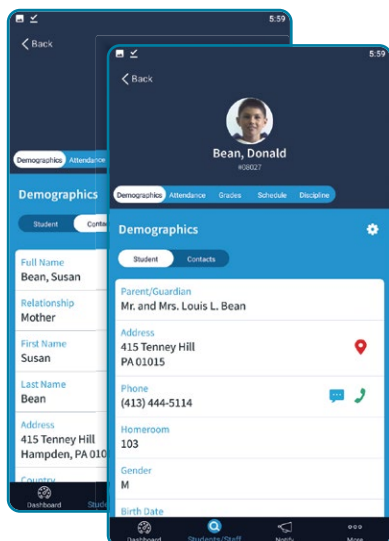 5:59
Back
Demographics Attendance
Demographics
Student
Full Name
Bean, Susan
Relationship
Mother
First Name
Susan
Last Name
Bean
Address
415 Tenney Hill
Hampden, PA 010
Country
Dashboard
5:59
Back
Bean, Donald
#08027
Demographics Attendance Grades Schedule Discipline
Demographics
Student Contacts
Parent/Guardian
Mr. and Mrs. Louis L. Bean
Address
415 Tenney Hill
PA 01015
Phone
(413) 444-5114
Homeroom
103
Gender
M
Birth Date
Dashboard Students/Staff Notify More